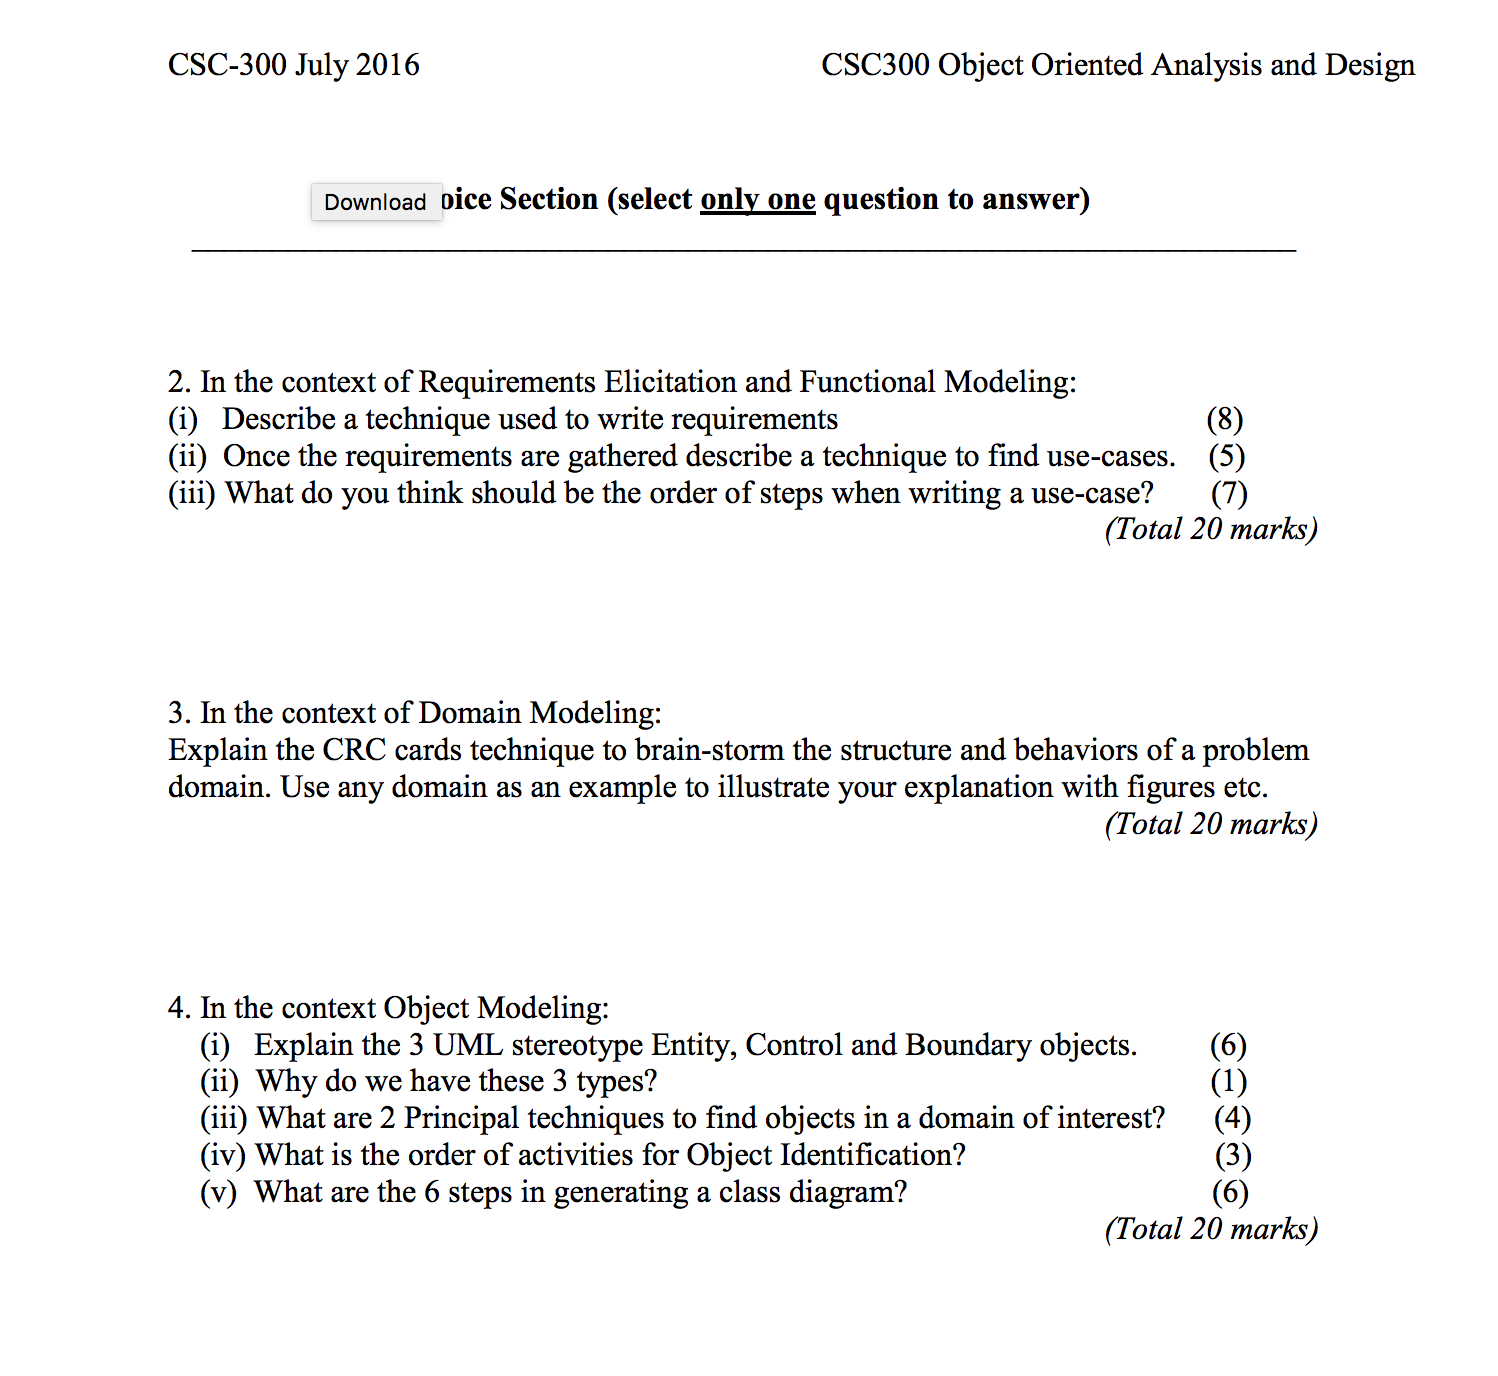 CSC-300 July 2016 CSC300 Object Oriented Analysis and Design
Download oice Section (select only one question to answer)
2. In the context of Requirements Elicitation and Functional Modeling:
(i) Describe a technique used to write requirements (8)
(ii) Once the requirements are gathered describe a technique to find use-cases. (5)
(iii) What do you think should be the order of steps when writing a use-case? (7)
(Total 20 marks)
3. In the context of Domain Modeling:
Explain the CRC cards technique to brain-storm the structure and behaviors of a problem
domain. Use any domain as an example to illustrate your explanation with figures etc.
(Total 20 marks)
4. In the context Object Modeling:
(i) Explain the 3 UML stereotype Entity, Control and Boundary objects. (6)
(ii) Why do we have these 3 types? (1)
(iii) What are 2 Principal techniques to find objects in a domain of interest? (4)
(iv) What is the order of activities for Object Identification? (3)
(v) What are the 6 steps in generating a class diagram? (6)
(Total 20 marks)